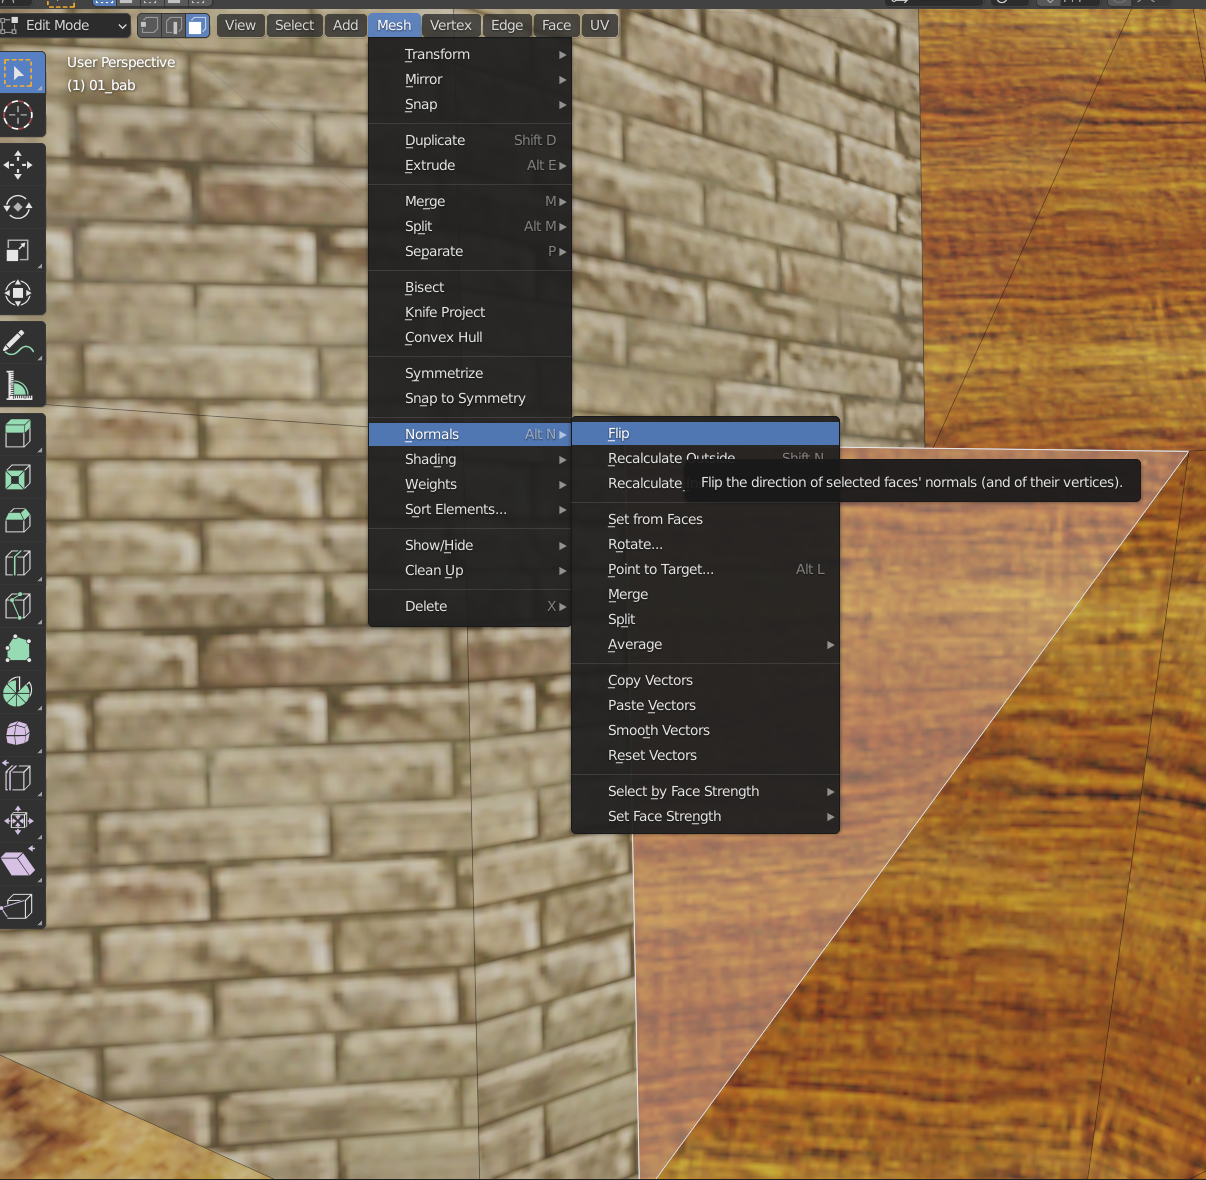 Edit Mode
View Select Add Mesh Vertex Edge Face UV
User Perspective
(1) 01_bab
Transform
Mirror
Snap
Duplicate Shift D
Extrude Alt E
Merge M
Split Alt M
Separate P
Bisect
Knife Project
Convex Hull
Symmetrize
Snap to Symmetry
Normals Alt N
Shading
Weights
Sort Elements...
Show/Hide
Clean Up
Delete X
Flip
Recalculate Outside Shift N
Recalculate
Flip the direction of selected faces' normals (and of their vertices).
Set from Faces
Rotate...
Point to Target... Alt L
Merge
Split
Average
Copy Vectors
Paste Vectors
Smooth Vectors
Reset Vectors
Select by Face Strength
Set Face Strength